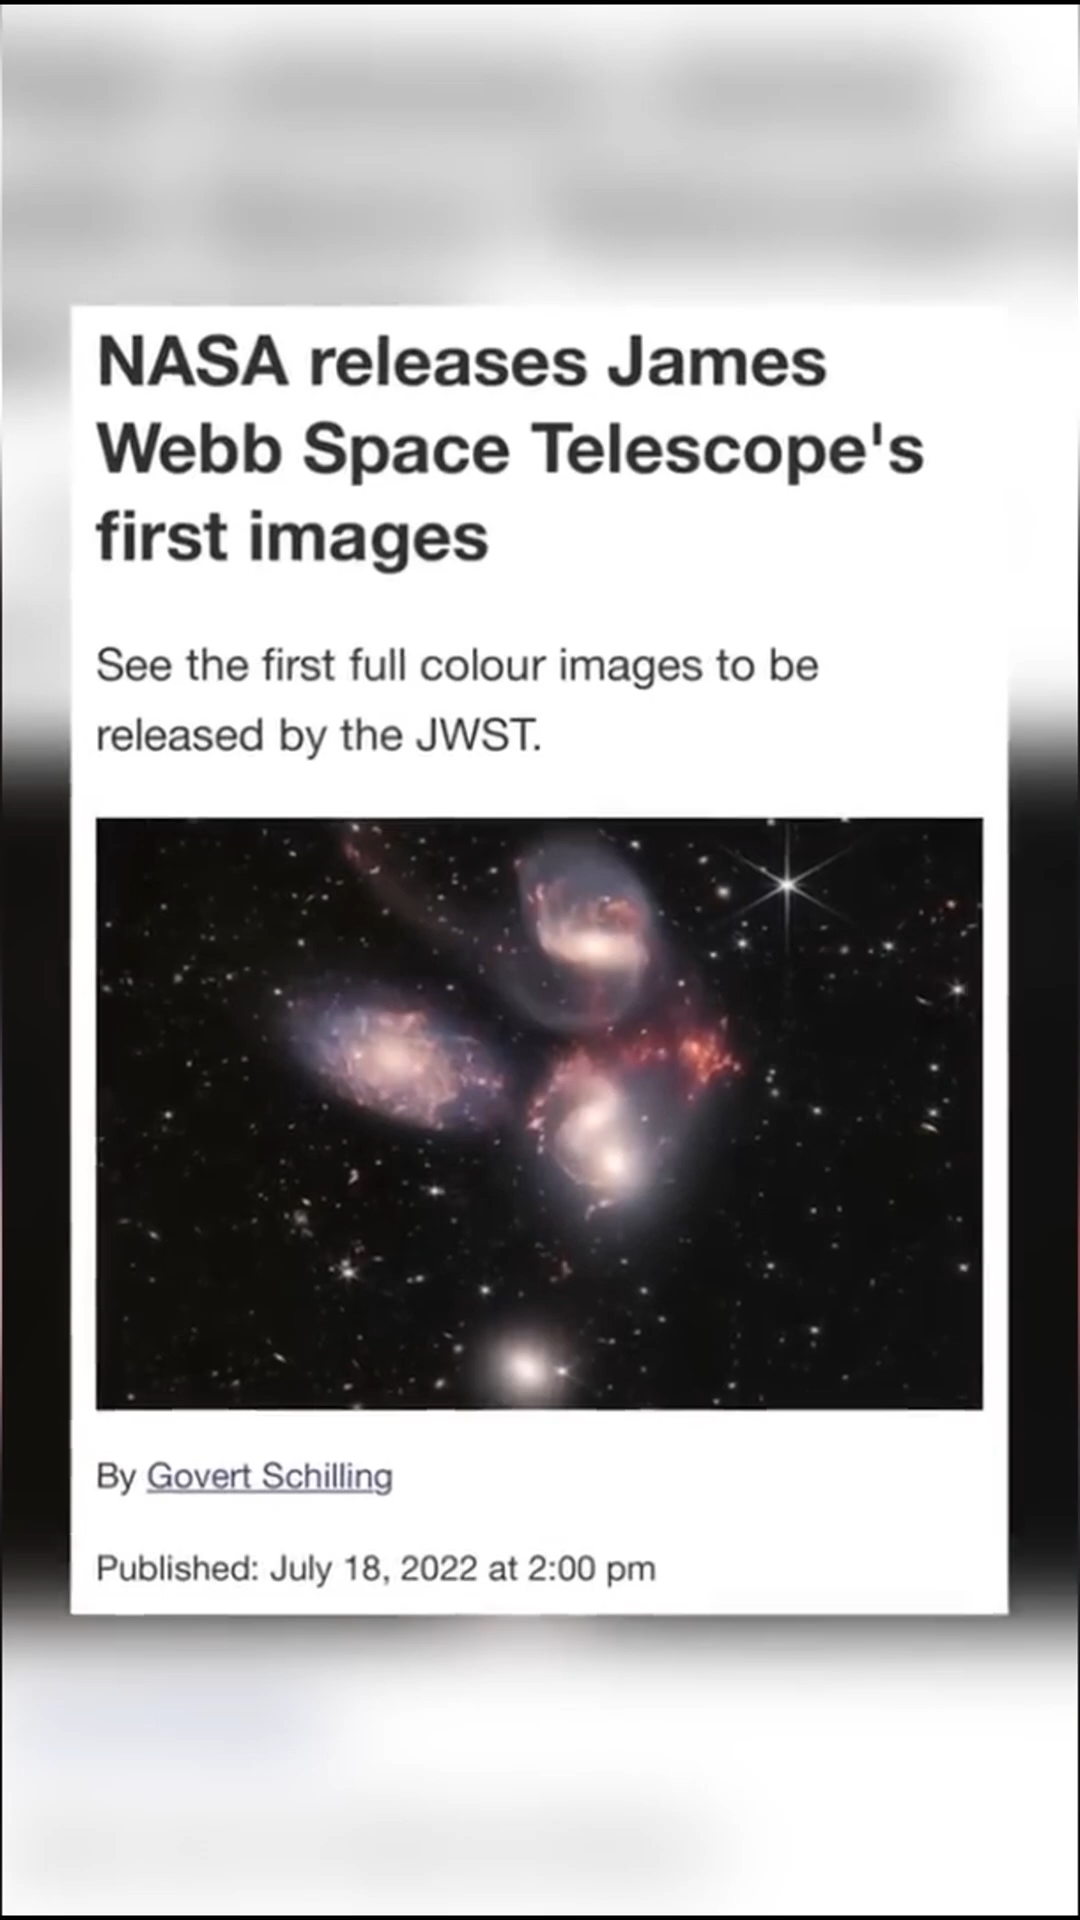 NASA releases James
Webb Space Telescope's
first images
See the first full colour images to be
released by the JWST.
By Govert Schilling
Published: July 18, 2022 at 2:00 pm